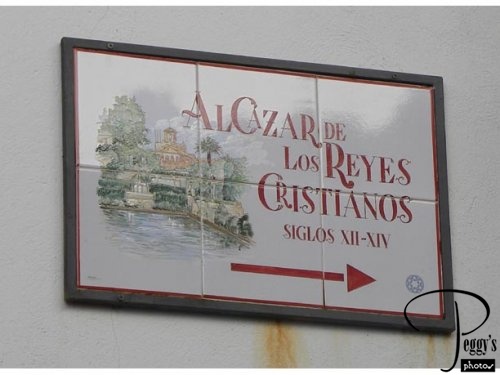 ALCAZAR DE
LOS REYES
CRISTIANOS
SIGLOS XII-XIV
Peggy's
photos